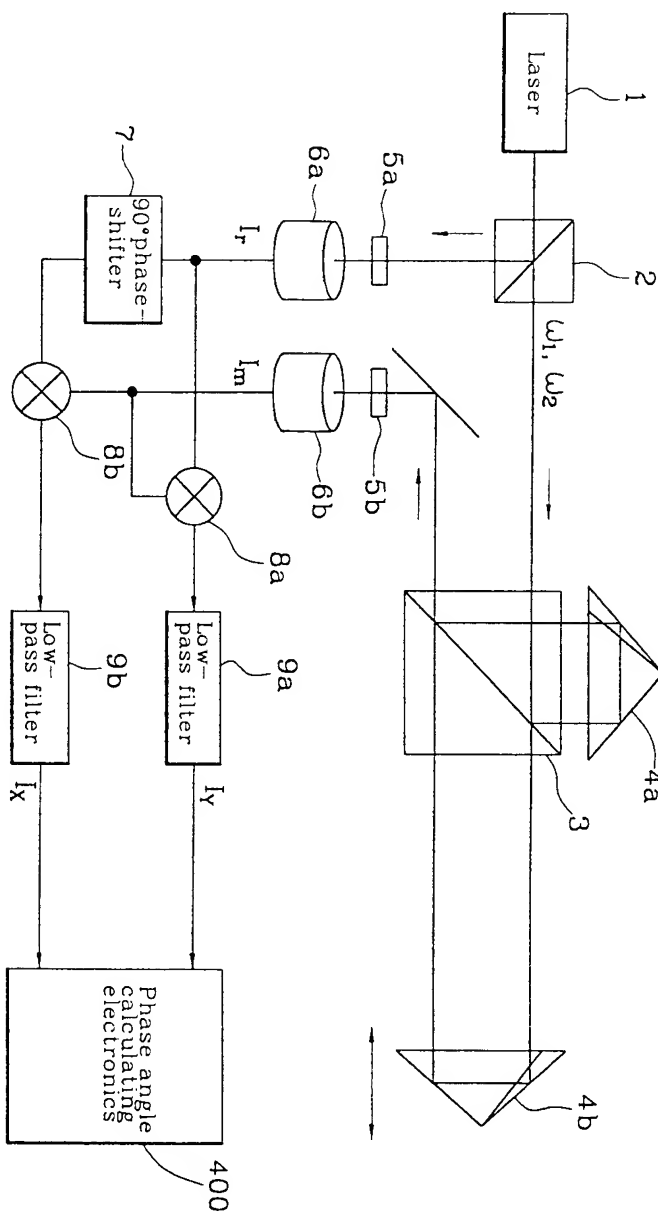 1
Laser
2
ω1, ω2
3
4a
4b
5a
5b
6a
6b
Ir
Im
7
90°phase-
shifter
8a
8b
9a
Low-
pass filter
9b
Low-
pass filter
IY
IX
Phase angle
calculating
electronics
400